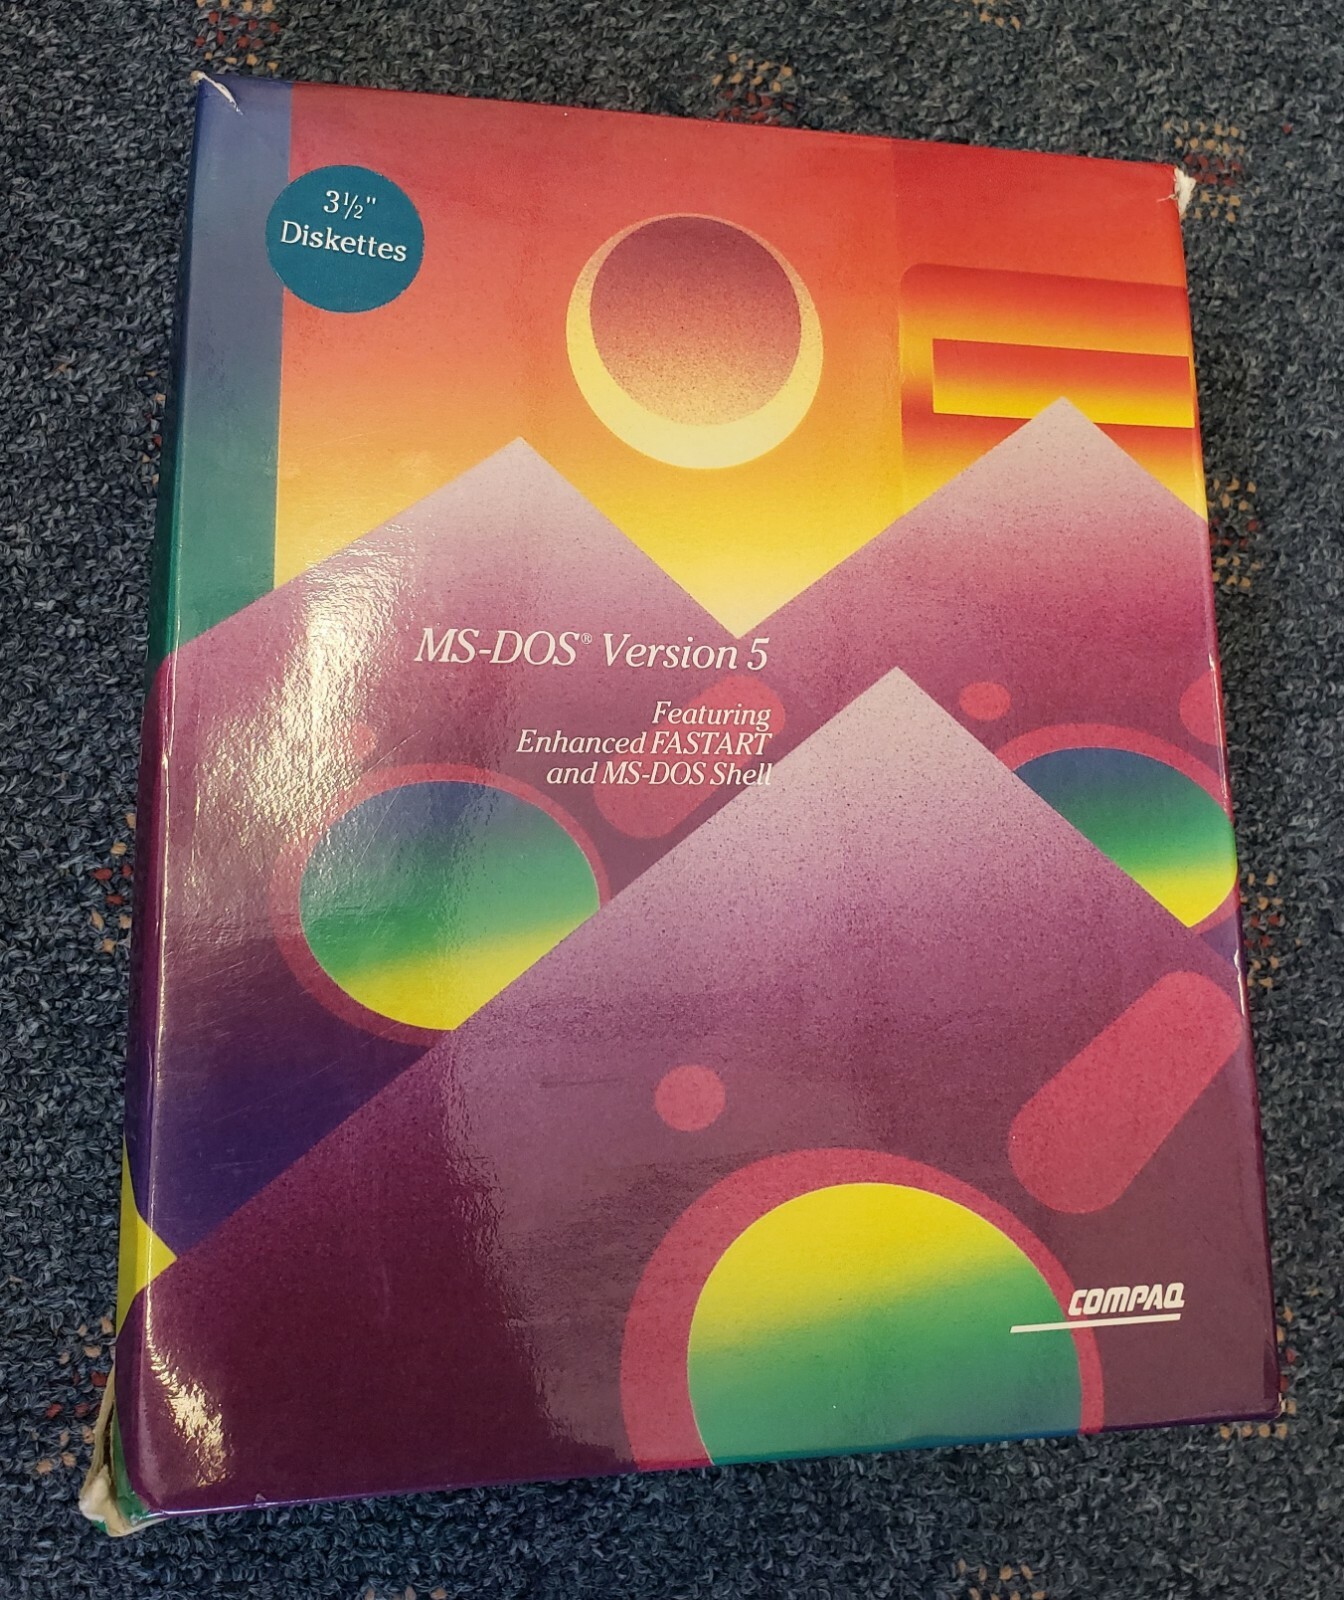 3½"
Diskettes
MS-DOS® Version 5
Featuring
Enhanced FASTART
and MS-DOS Shell
COMPAQ